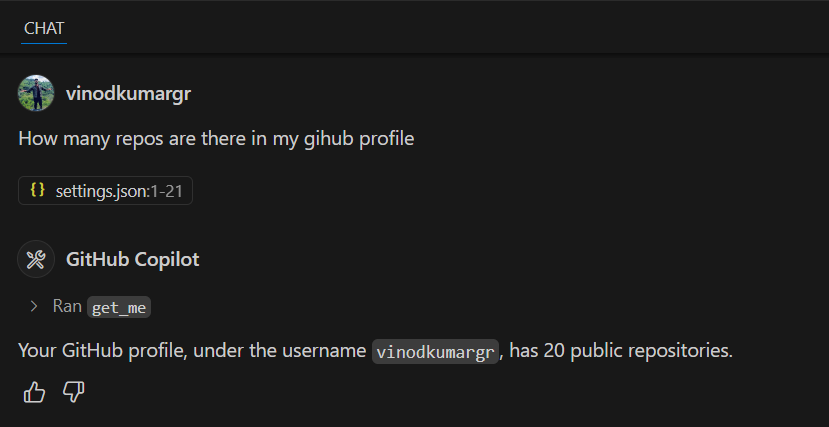 CHAT
vinodkumargr
How many repos are there in my gihub profile
{} settings.json:1-21
GitHub Copilot
Ran get_me
Your GitHub profile, under the username vinodkumargr, has 20 public repositories.